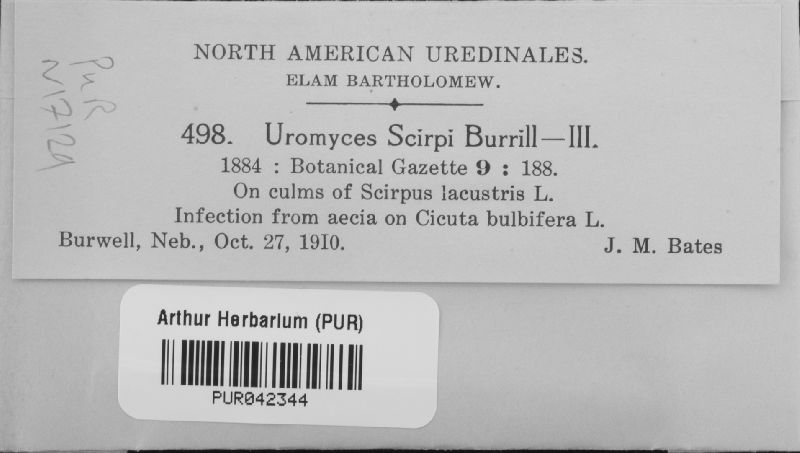 NORTH AMERICAN UREDINALES.
ELAM BARTHOLOMEW.
498. Uromyces Scirpi Burrill—III.
1884 : Botanical Gazette 9 : 188.
On culms of Scirpus lacustris L.
Infection from aecia on Cicuta bulbifera L.
Burwell, Neb., Oct. 27, 1910. J. M. Bates
PUR
N17129
Arthur Herbarium (PUR)
PUR042344